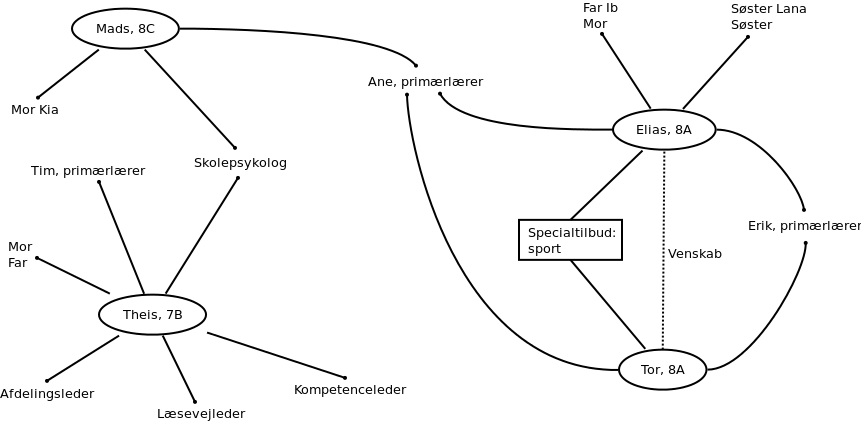 Far Ib
Mor
Søster Lana
Søster
Mads, 8C
Ane, primærlærer
Mor Kia
Elias, 8A
Tim, primærlærer
Skolepsykolog
Specialtilbud:
sport
Venskab
Erik, primærlærer
Mor
Far
Theis, 7B
Tor, 8A
Afdelingsleder
Læsevejleder
Kompetenceleder